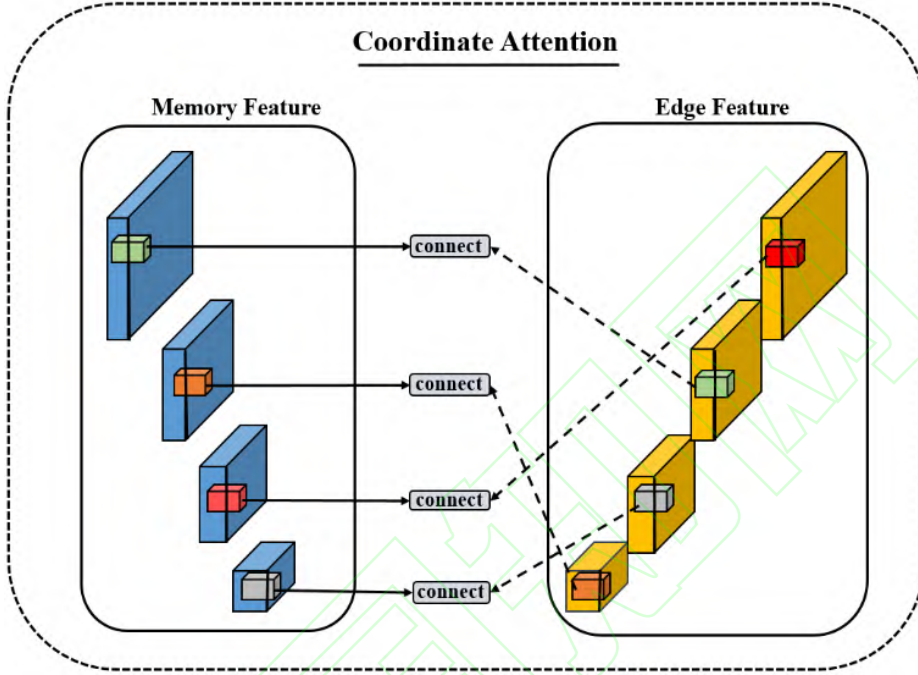 Coordinate Attention
Memory Feature
Edge Feature
connect
connect
connect
connect